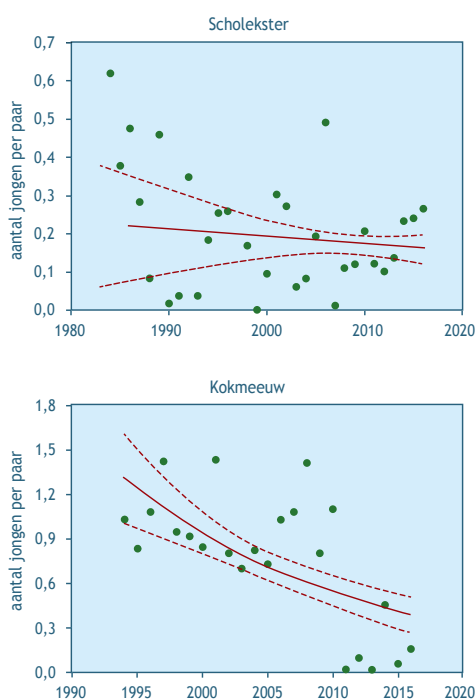 Scholekster
aantal jongen per paar
0,7
0,6
0,5
0,4
0,3
0,2
0,1
0,0
1980 1990 2000 2010 2020
Kokmeeuw
aantal jongen per paar
1,8
1,5
1,2
0,9
0,6
0,3
0,0
1990 1995 2000 2005 2010 2015 2020